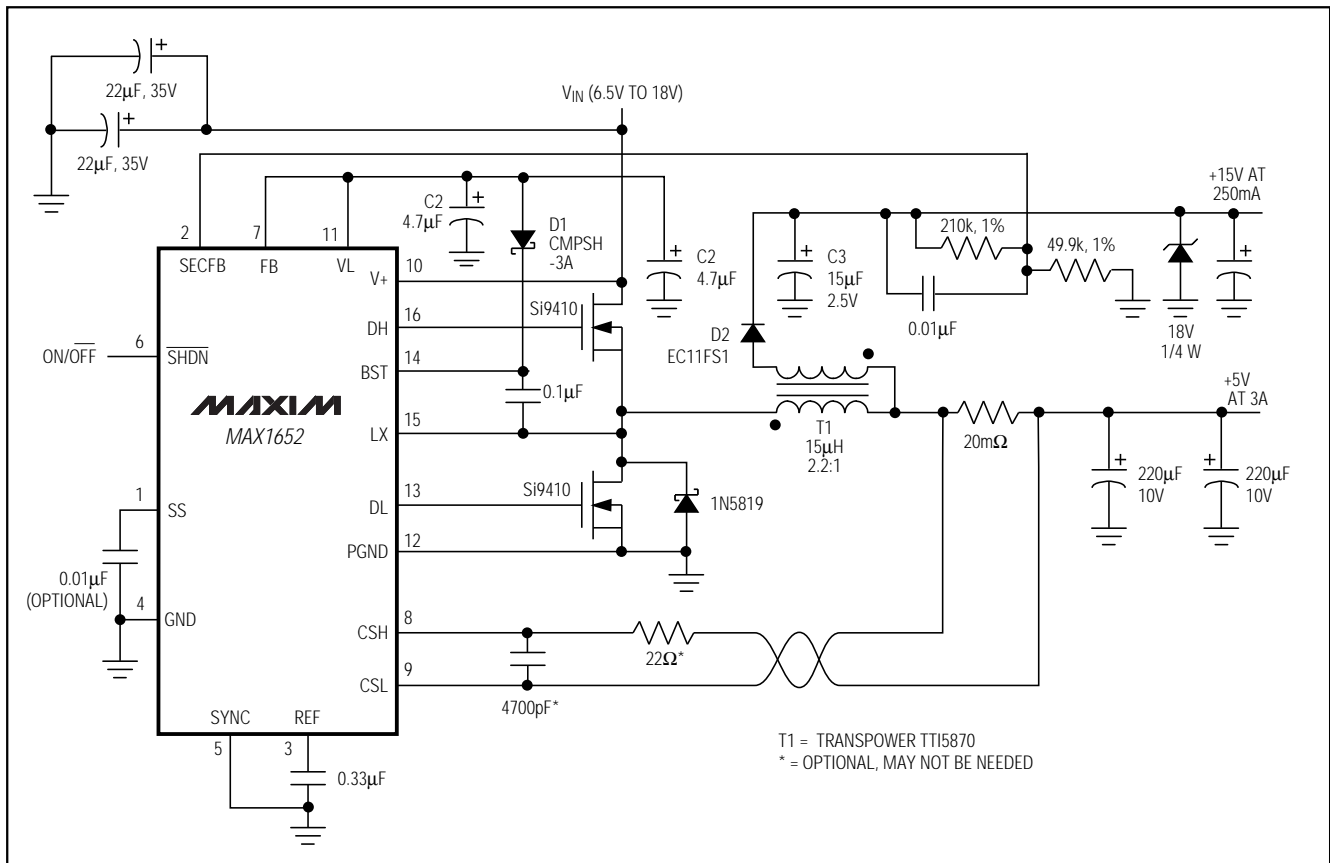 22µF, 35V
22µF, 35V
VIN (6.5V TO 18V)
+15V AT
250mA
C2
4.7µF
D1
CMPSH
-3A
C2
4.7µF
C3
15µF
2.5V
210k, 1%
49.9k, 1%
0.01µF
18V
1/4 W
2
7
11
SECFB
FB
VL
V+
10
Si9410
DH
16
D2
EC11FS1
ON/OFF
6
SHDN
BST
14
0.1µF
MAXIM
MAX1652
LX
15
T1
15µH
2.2:1
20mΩ
+5V
AT 3A
220µF
10V
220µF
10V
1
SS
Si9410
DL
13
1N5819
PGND
12
0.01µF
(OPTIONAL)
4
GND
CSH
8
22Ω*
CSL
9
4700pF*
SYNC
REF
5
3
0.33µF
T1 = TRANSPOWER TTI5870
* = OPTIONAL, MAY NOT BE NEEDED